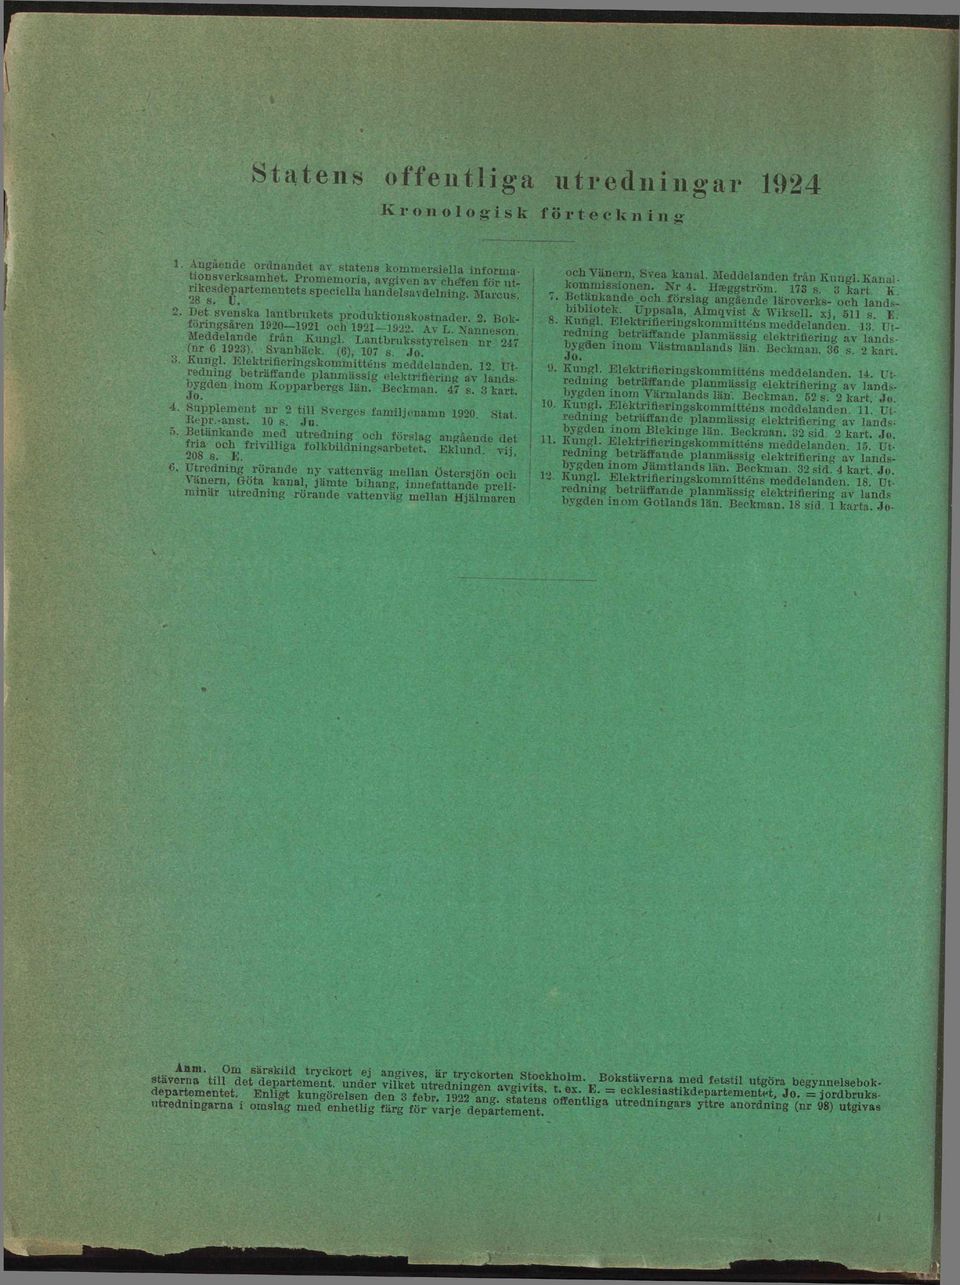 Statens offentliga utredningar 1924
Kronologisk förteckning
1. Angående ordnandet av statens kommersiella informa-
tionsverksamhet. Promemoria, avgiven av chefen för ut-
rikesdepartementets speciella handelsavdelning. Marcus.
28 s. U.
2. Det svenska lantbrukets produktionskostnader. 2. Bok-
föringsåren 1920—1921 och 1921—1922. Av L. Nanneson.
Meddelande från Kungl. Lantbruksstyrelsen nr 247
(nr 6 1923). Svanbäck. (6), 107 s. Jo.
3. Kungl. Elektrifieringskommitténs meddelanden. 12. Ut-
redning beträffande planmässig elektrifiering av lands-
bygden inom Kopparbergs län. Beckman. 47 s. 3 kart.
Jo.
4. Supplement nr 2 till Sverges familjenamn 1920. Stat.
Repr.-anst. 10 s. Ju.
5. Betänkande med utredning och förslag angående det
fria och frivilliga folkbildningsarbetet. Eklund. vij,
208 s. E.
6. Utredning rörande ny vattenväg mellan Östersjön och
Vänern, Göta kanal, jämte bihang, innefattande preli-
minär utredning rörande vattenväg mellan Hjälmaren
och Vänern, Svea kanal. Meddelanden från Kungl. Kanal-
kommissionen. Nr 4. Hæggström. 173 s. 3 kart. K.
7. Betänkande och förslag angående läroverks- och lands-
bibliotek. Uppsala, Almqvist & Wiksell. xj, 511 s. E.
8. Kungl. Elektrifieringskommitténs meddelanden. 13. Ut-
redning beträffande planmässig elektrifiering av lands-
bygden inom Västmanlands län. Beckman. 36 s. 2 kart.
Jo.
9. Kungl. Elektrifieringskommitténs meddelanden. 14. Ut-
redning beträffande planmässig elektrifiering av lands-
bygden inom Värmlands län. Beckman. 52 s. 2 kart. Jo.
10. Kungl. Elektrifieringskommitténs meddelanden. 11. Ut-
redning beträffande planmässig elektrifiering av lands-
bygden inom Blekinge län. Beckman. 32 sid. 2 kart. Jo.
11. Kungl. Elektrifieringskommitténs meddelanden. 15. Ut-
redning beträffande planmässig elektrifiering av lands-
bygden inom Jämtlands län. Beckman. 32 sid. 4 kart. Jo.
12. Kungl. Elektrifieringskommitténs meddelanden. 18. Ut-
redning beträffande planmässig elektrifiering av lands
bygden inom Gotlands län. Beckman. 18 sid. 1 karta. Jo-
Anm. Om särskild tryckort ej angives, är tryckorten Stockholm. Bokstäverna med fetstil utgöra begynnelsebok-
stäverna till det departement, under vilket utredningen avgivits, t. ex. E. = ecklesiastikdepartementet, Jo. = jordbruks-
departementet. Enligt kungörelsen den 3 febr. 1922 ang. statens offentliga utredningars yttre anordning (nr 98) utgivas
utredningarna i omslag med enhetlig färg för varje departement.